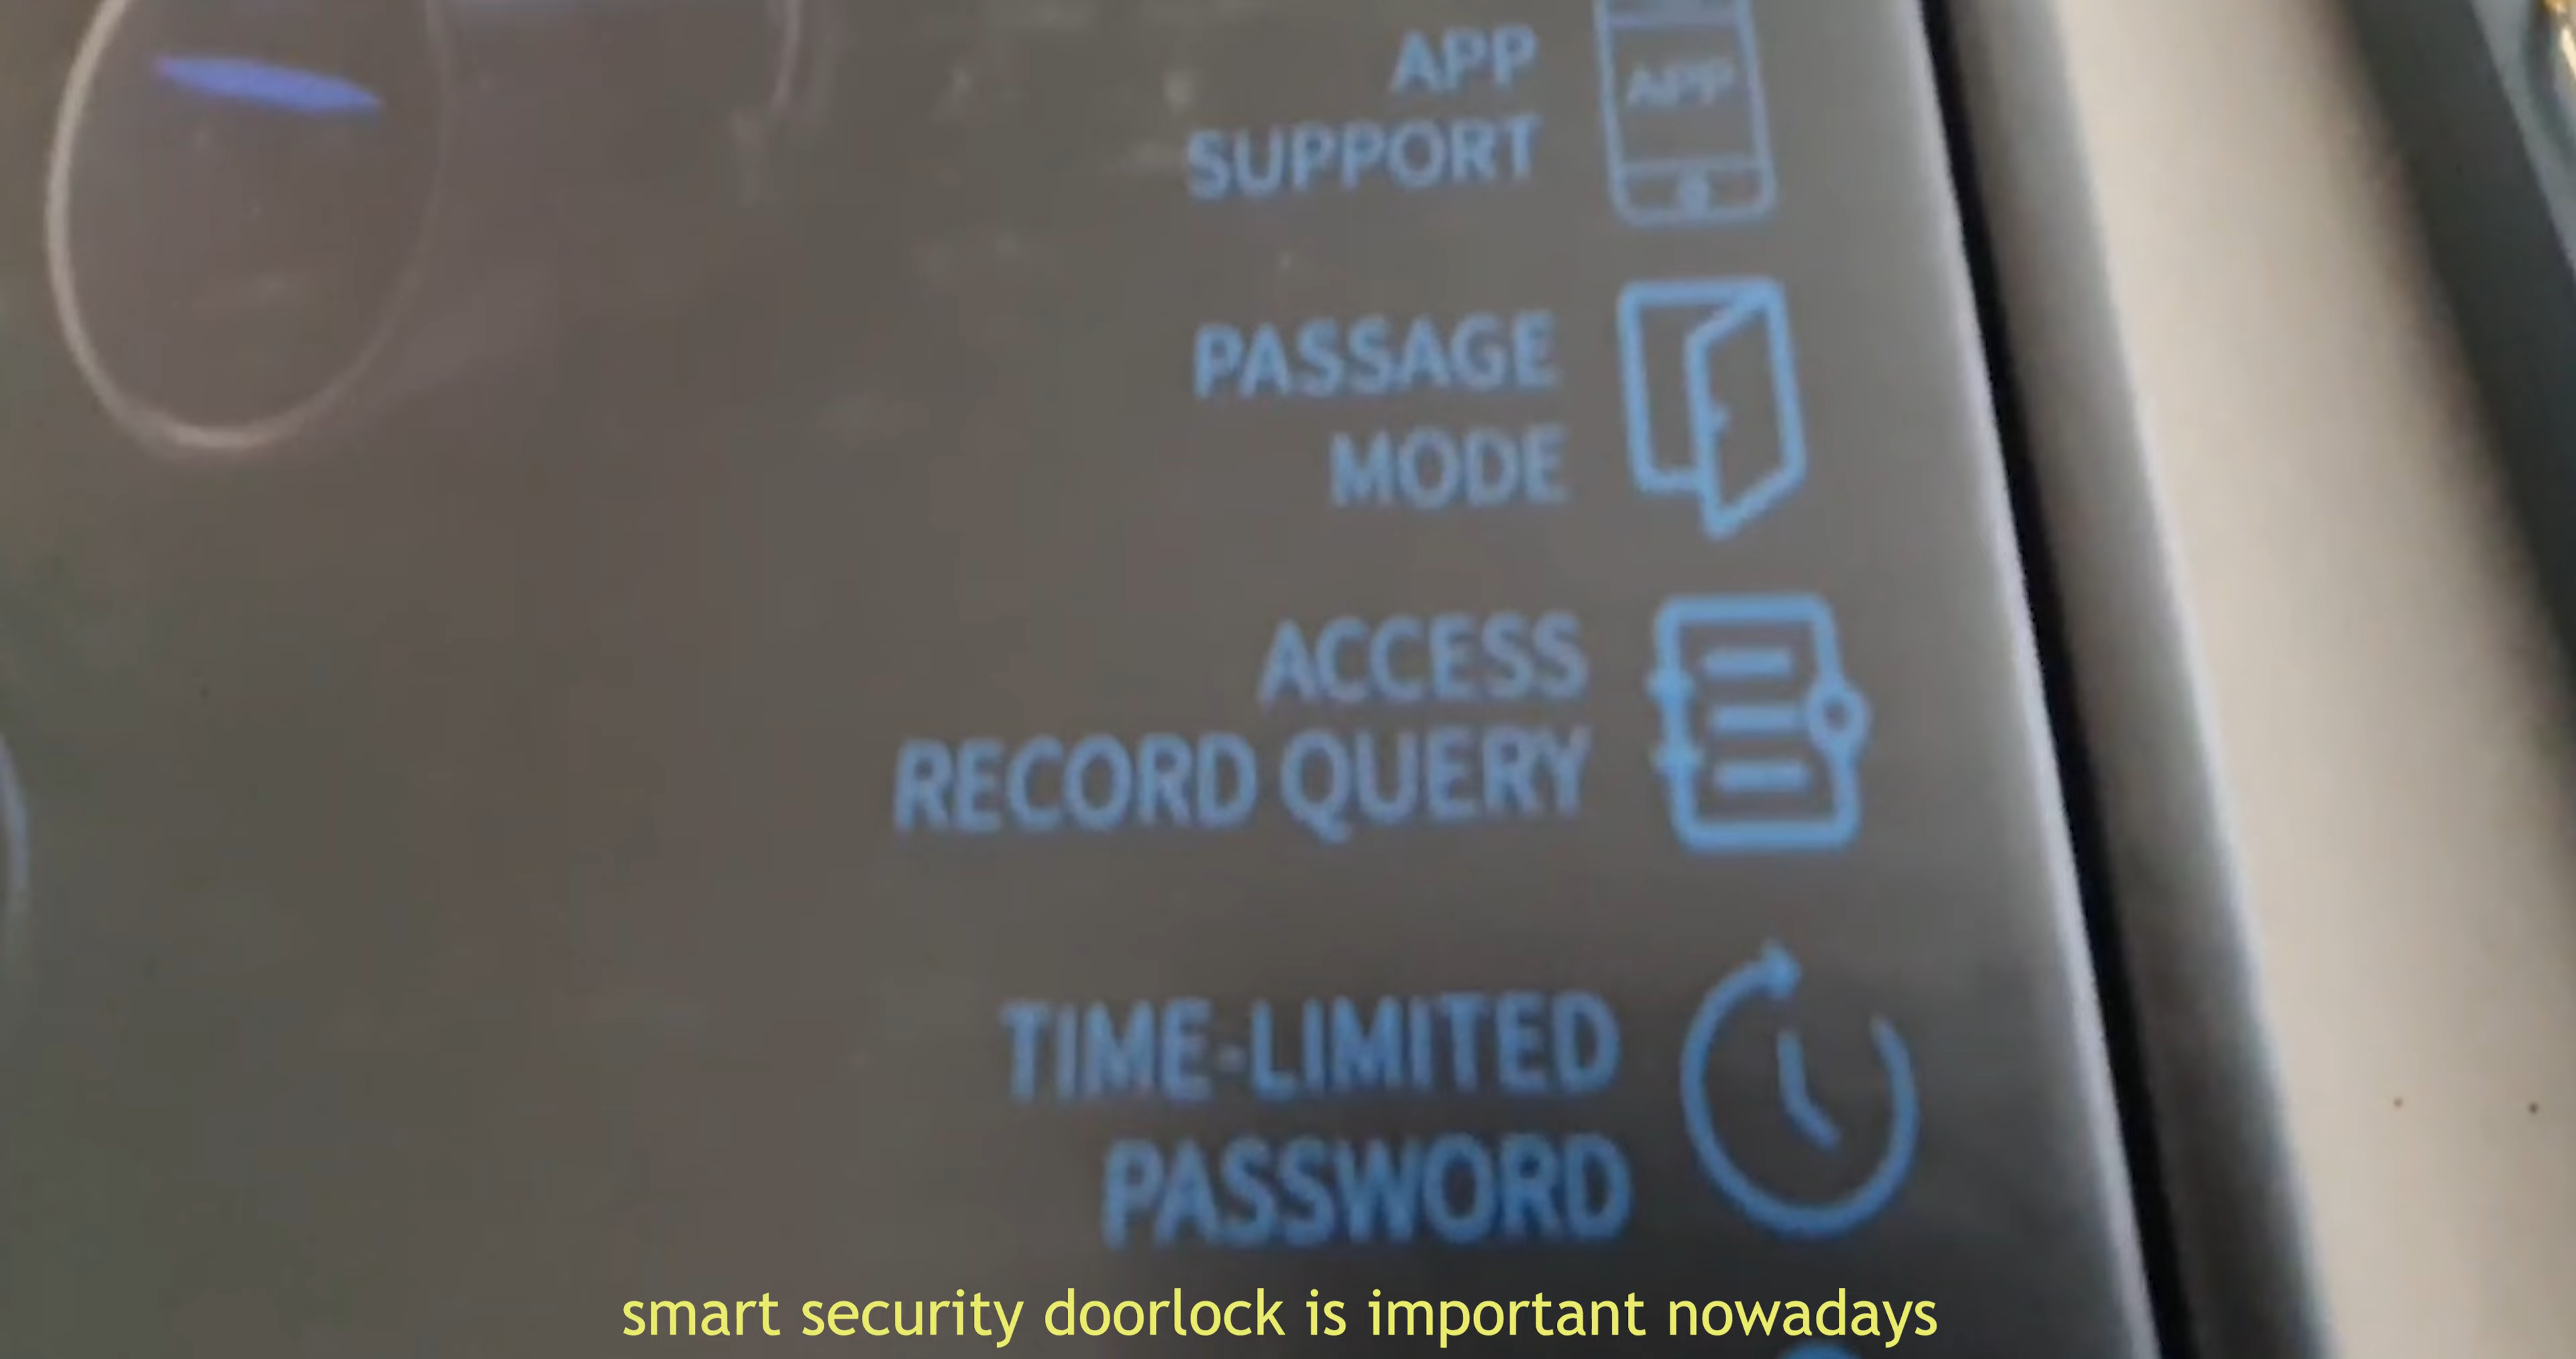 APP
SUPPORT
APP
PASSAGE
MODE
ACCESS
RECORD QUERY
TIME-LIMITED
PASSWORD
smart security doorlock is important nowadays